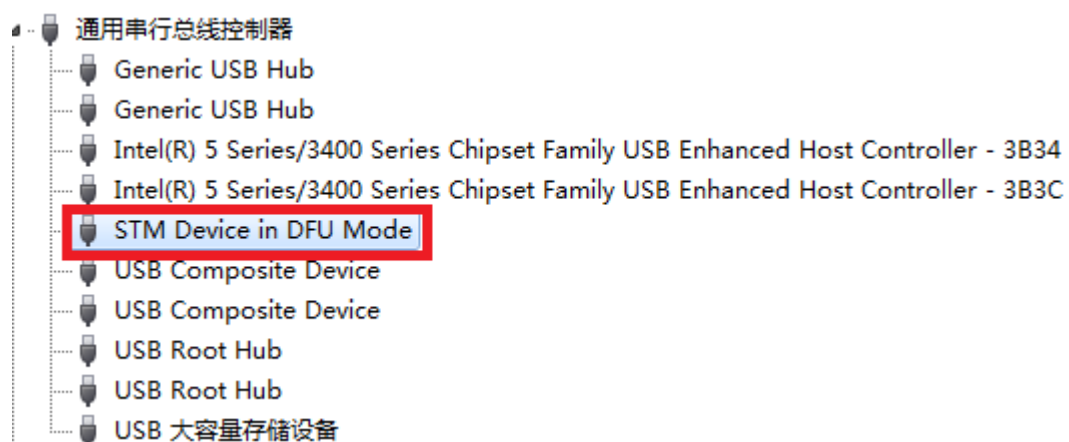 通用串行总线控制器
Generic USB Hub
Generic USB Hub
Intel(R) 5 Series/3400 Series Chipset Family USB Enhanced Host Controller - 3B34
Intel(R) 5 Series/3400 Series Chipset Family USB Enhanced Host Controller - 3B3C
STM Device in DFU Mode
USB Composite Device
USB Composite Device
USB Root Hub
USB Root Hub
USB 大容量存储设备